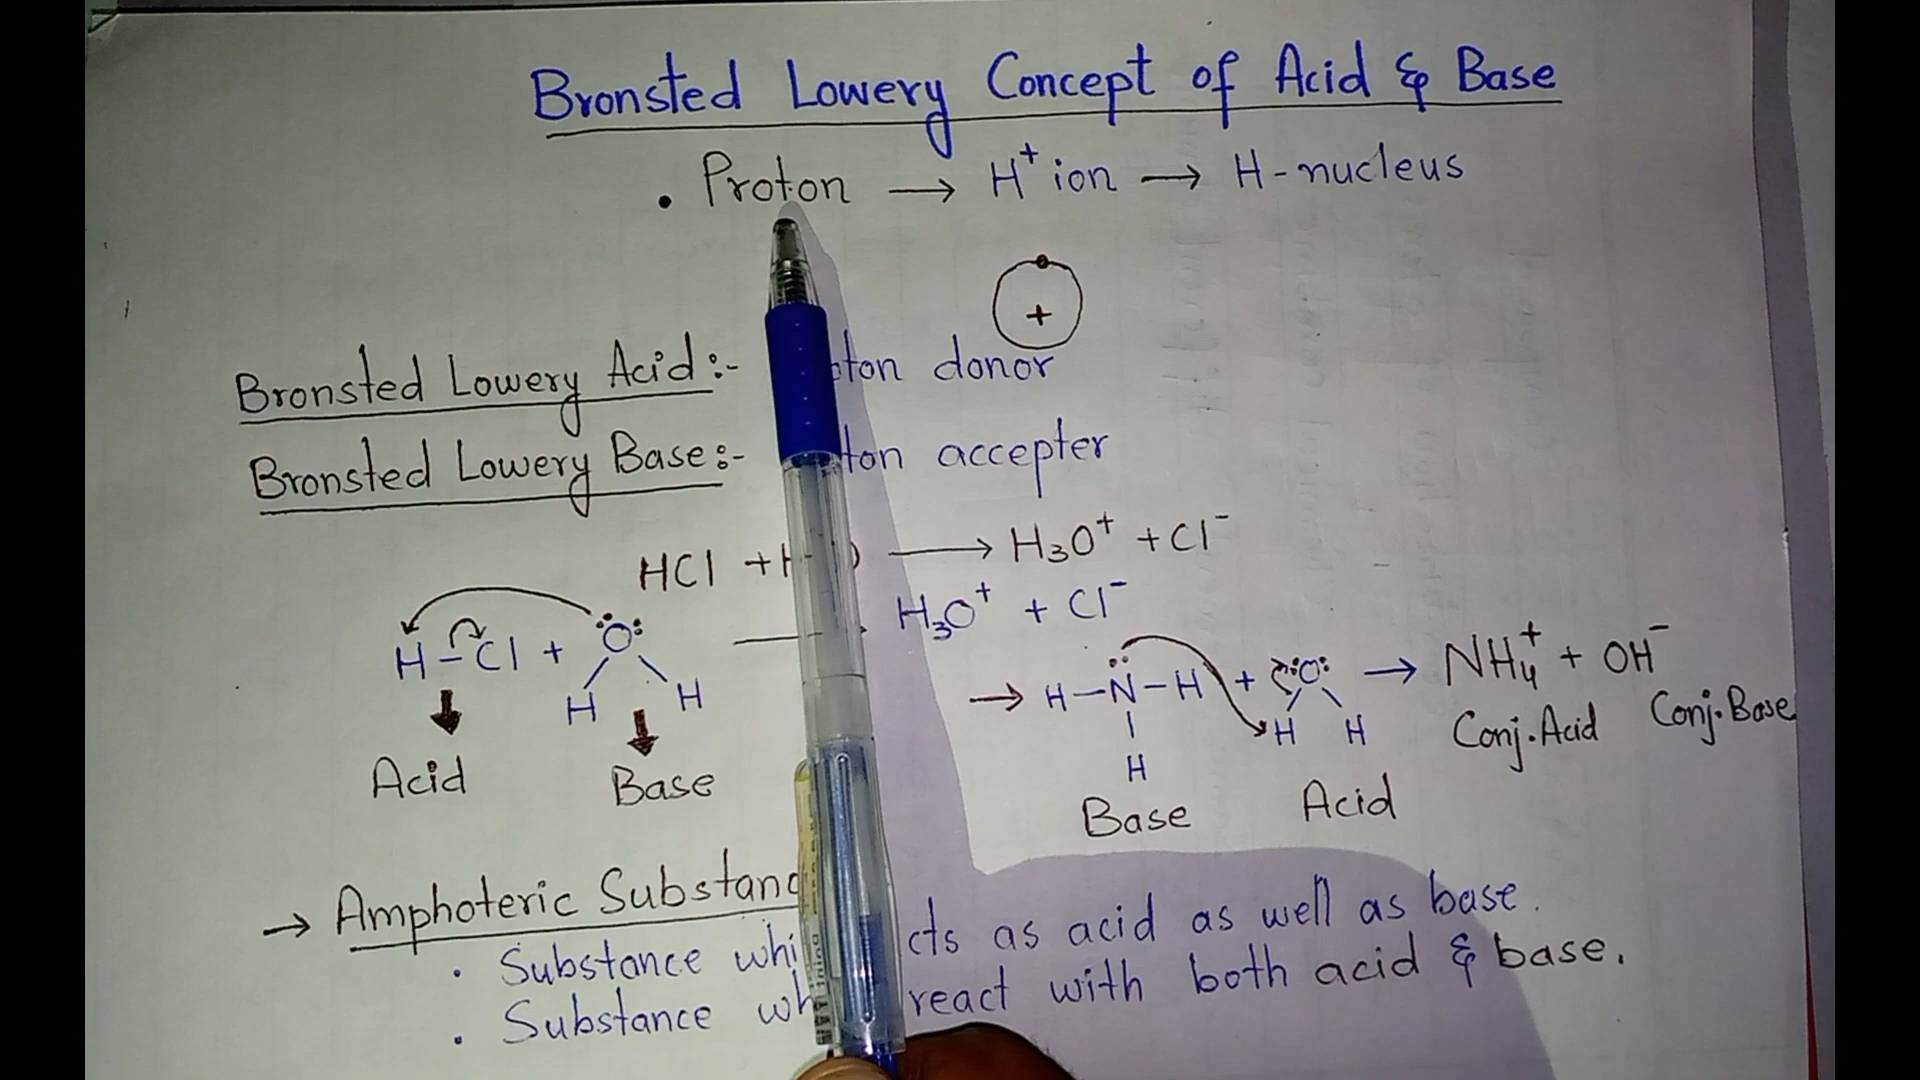 Bronsted Lowery Concept of Acid & Base
. Proton → H⁺ ion → H-nucleus
+
Bronsted Lowery Acid:- oton donor
Bronsted Lowery Base:- ton accepter
HCl + H O → H₃O⁺ + Cl⁻
H-Cl + O H H → H₃O⁺ + Cl⁻
Acid Base
→ H-N-H H + O H H → NH₄⁺ + OH⁻
Conj.Acid Conj.Base
Base Acid
→ Amphoteric Substanc
. Substance whi cts as acid as well as base.
. Substance wh react with both acid & base.